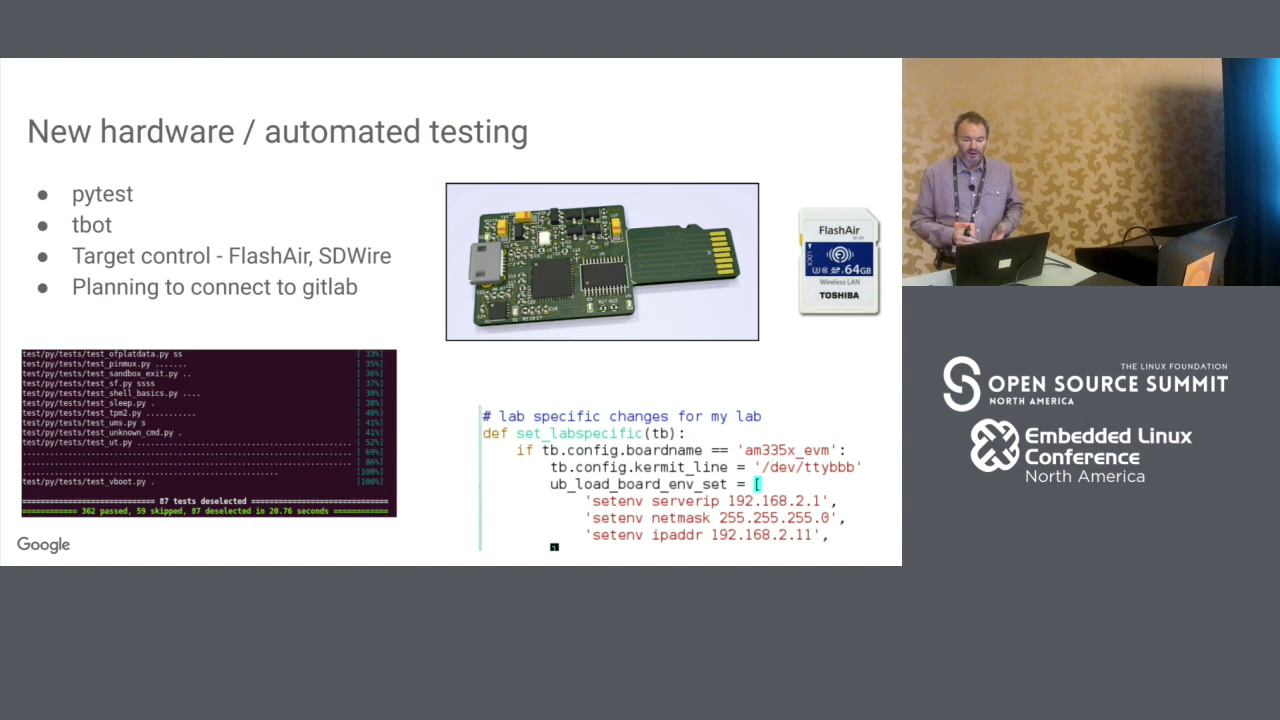 New hardware / automated testing
● pytest
● tbot
● Target control - FlashAir, SDWire
● Planning to connect to gitlab
FlashAir
LOCK
64GB
Wireless LAN
TOSHIBA
test/py/tests/test_ofplatdata.py ss [ 33%]
test/py/tests/test_pinmux.py ....... [ 35%]
test/py/tests/test_sandbox_exit.py .. [ 36%]
test/py/tests/test_sf.py ssss [ 37%]
test/py/tests/test_shell_basics.py .... [ 38%]
test/py/tests/test_sleep.py . [ 38%]
test/py/tests/test_tpm2.py ........... [ 40%]
test/py/tests/test_ums.py s [ 41%]
test/py/tests/test_unknown_cmd.py . [ 41%]
test/py/tests/test_ut.py ..................................................... [ 52%]
........................................................................ [ 69%]
........................................................................ [ 86%]
......................................................... [100%]
test/py/tests/test_vboot.py . [100%]
============================ 87 tests deselected =============================
============ 362 passed, 59 skipped, 87 deselected in 20.76 seconds ============
# lab specific changes for my lab
def set_labspecific(tb):
if tb.config.boardname == 'am335x_evm':
tb.config.kermit_line = '/dev/ttybbb'
ub_load_board_env_set = [
'setenv serverip 192.168.2.1',
'setenv netmask 255.255.255.0',
'setenv ipaddr 192.168.2.11',
]
Google
THE LINUX FOUNDATION
OPEN SOURCE SUMMIT
NORTH AMERICA
Embedded Linux
Conference
North America